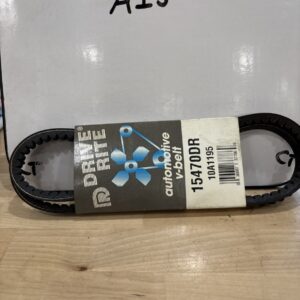 DRIVE®
RITE
automotive
v-belt
15470DR
10A1195